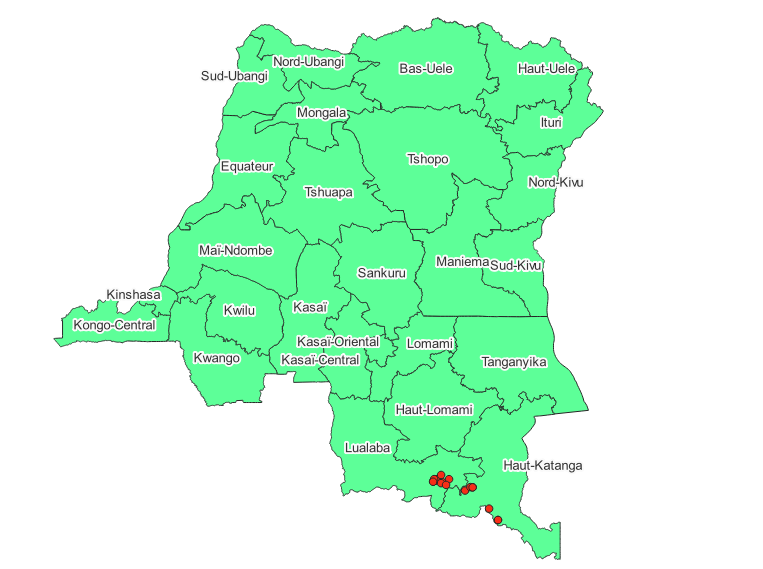 Nord-Ubangi
Sud-Ubangi
Bas-Uele
Haut-Uele
Mongala
Ituri
Equateur
Tshopo
Tshuapa
Nord-Kivu
Maï-Ndombe
Sankuru
Maniema
Sud-Kivu
Kinshasa
Kwilu
Kasaï
Kongo-Central
Kasaï-Oriental
Lomami
Kwango
Kasaï-Central
Tanganyika
Haut-Lomami
Lualaba
Haut-Katanga